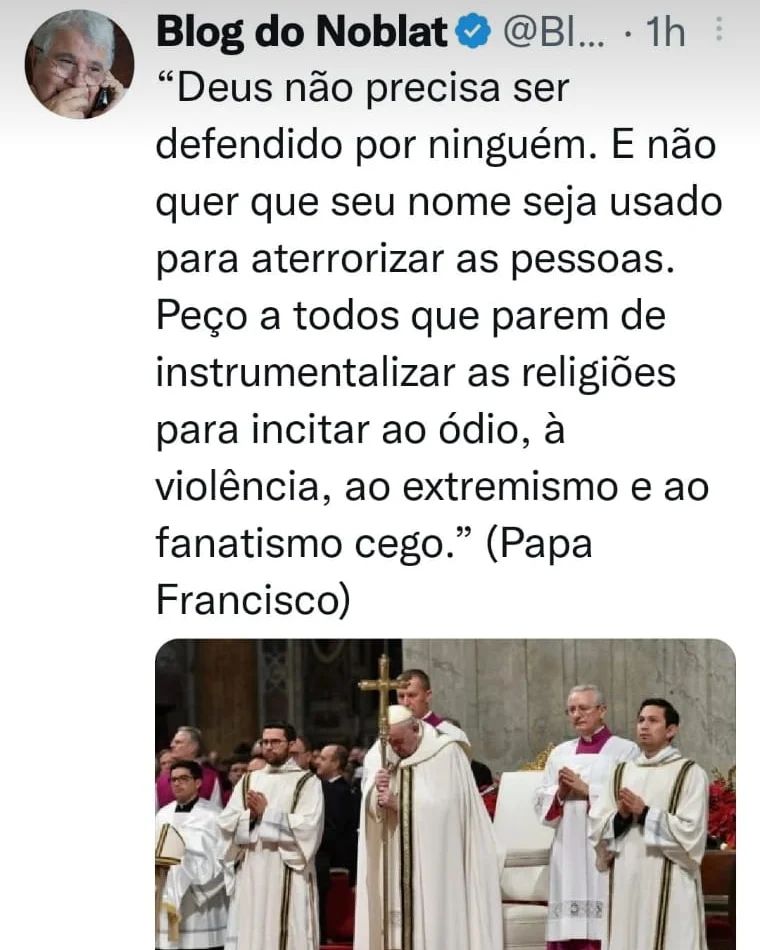 Blog do Noblat @Bl... · 1h
“Deus não precisa ser
defendido por ninguém. E não
quer que seu nome seja usado
para aterrorizar as pessoas.
Peço a todos que parem de
instrumentalizar as religiões
para incitar ao ódio, à
violência, ao extremismo e ao
fanatismo cego.” (Papa
Francisco)